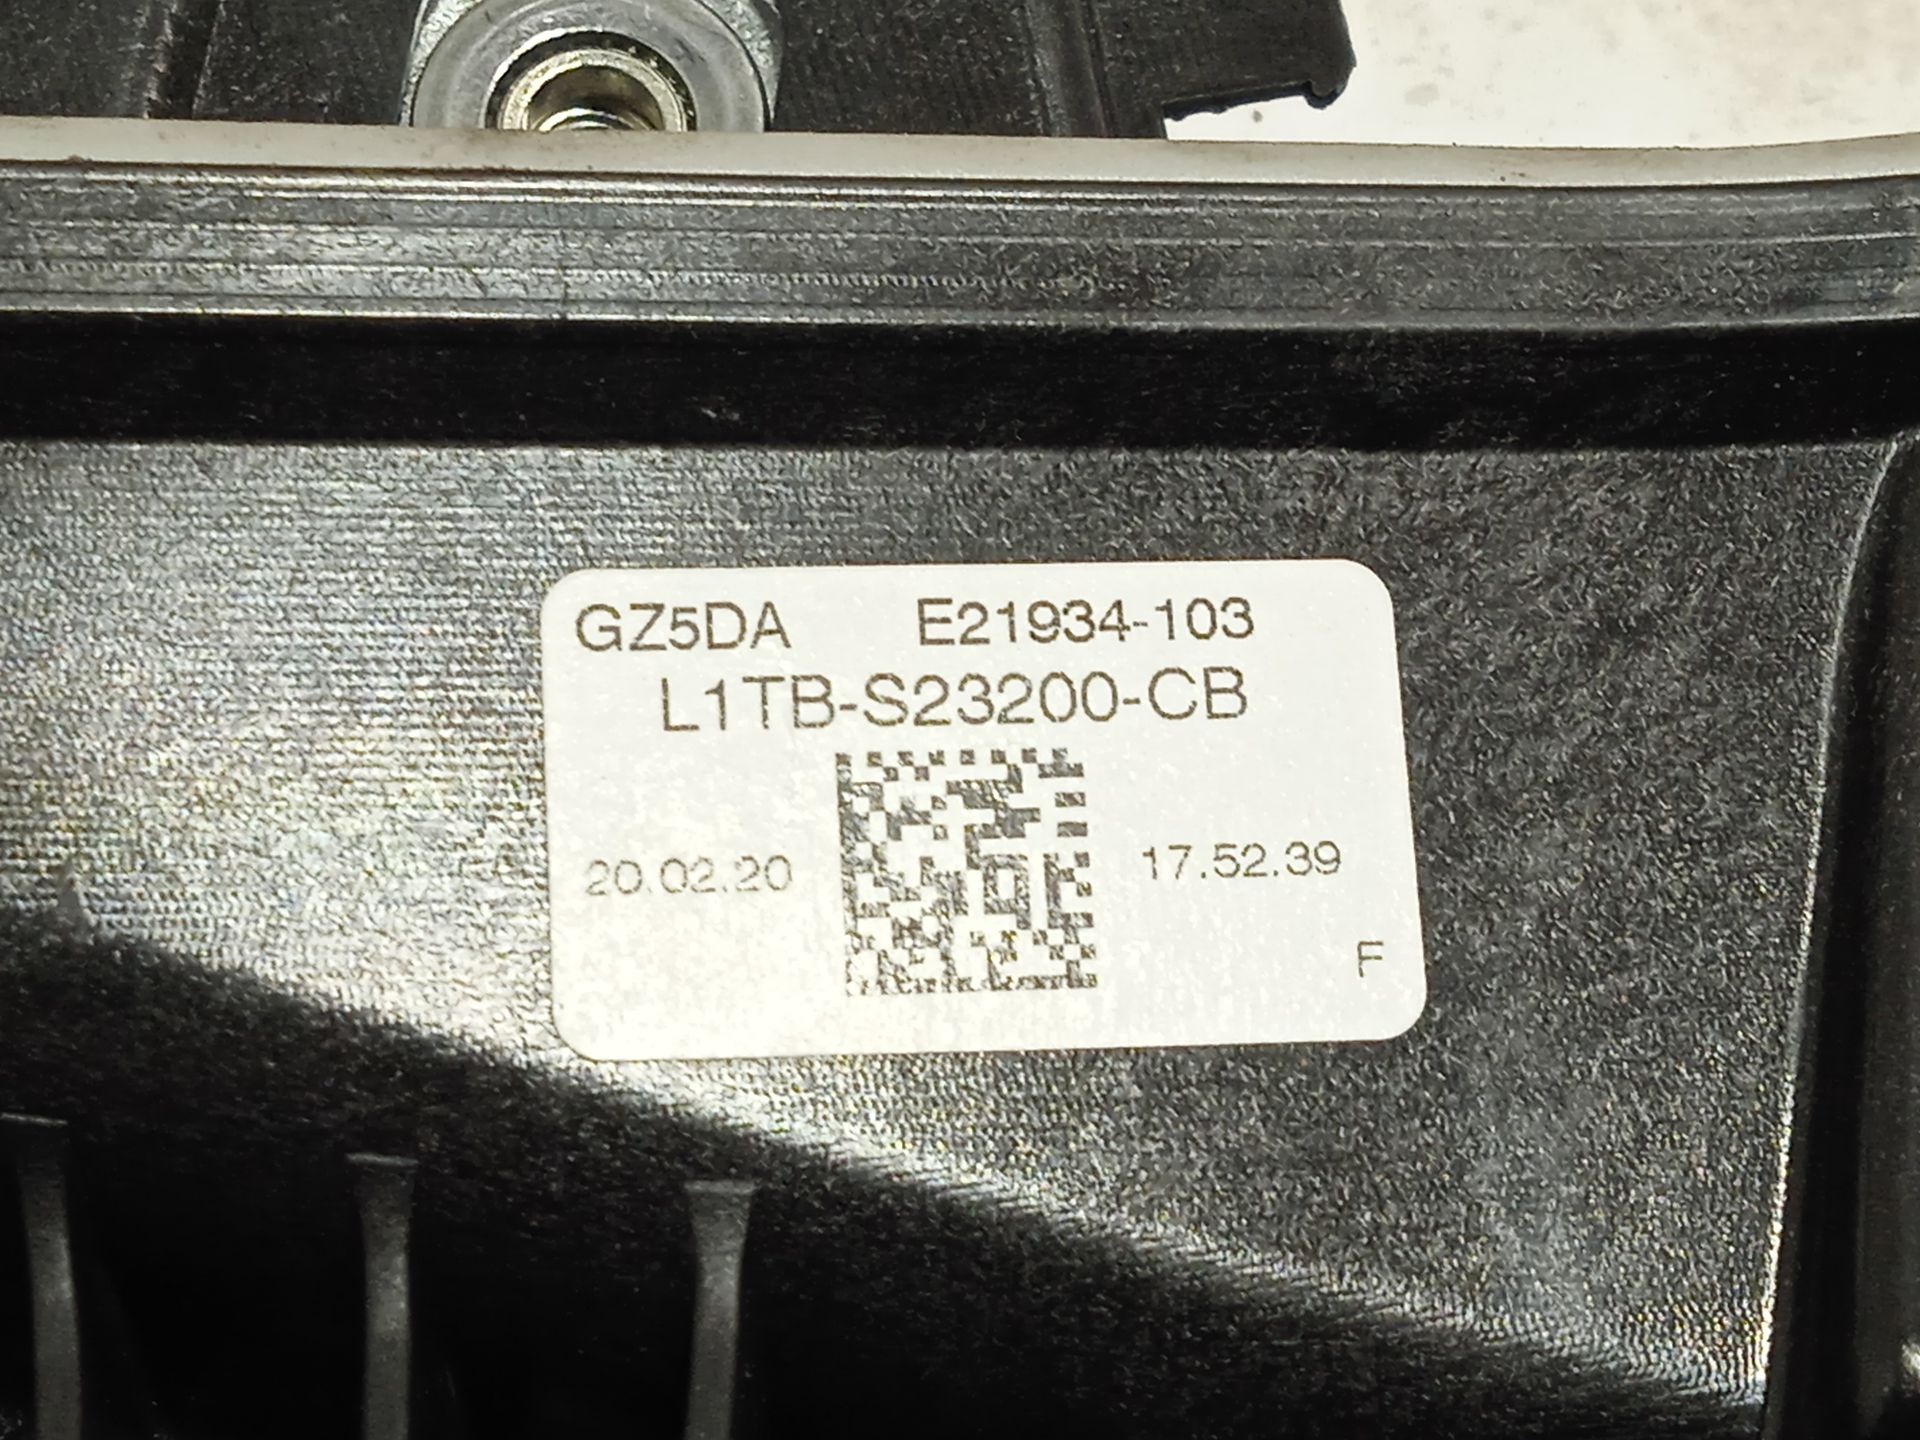 GZ5DA E21934-103
L1TB-S23200-CB
20.02.20 17.52.39
F